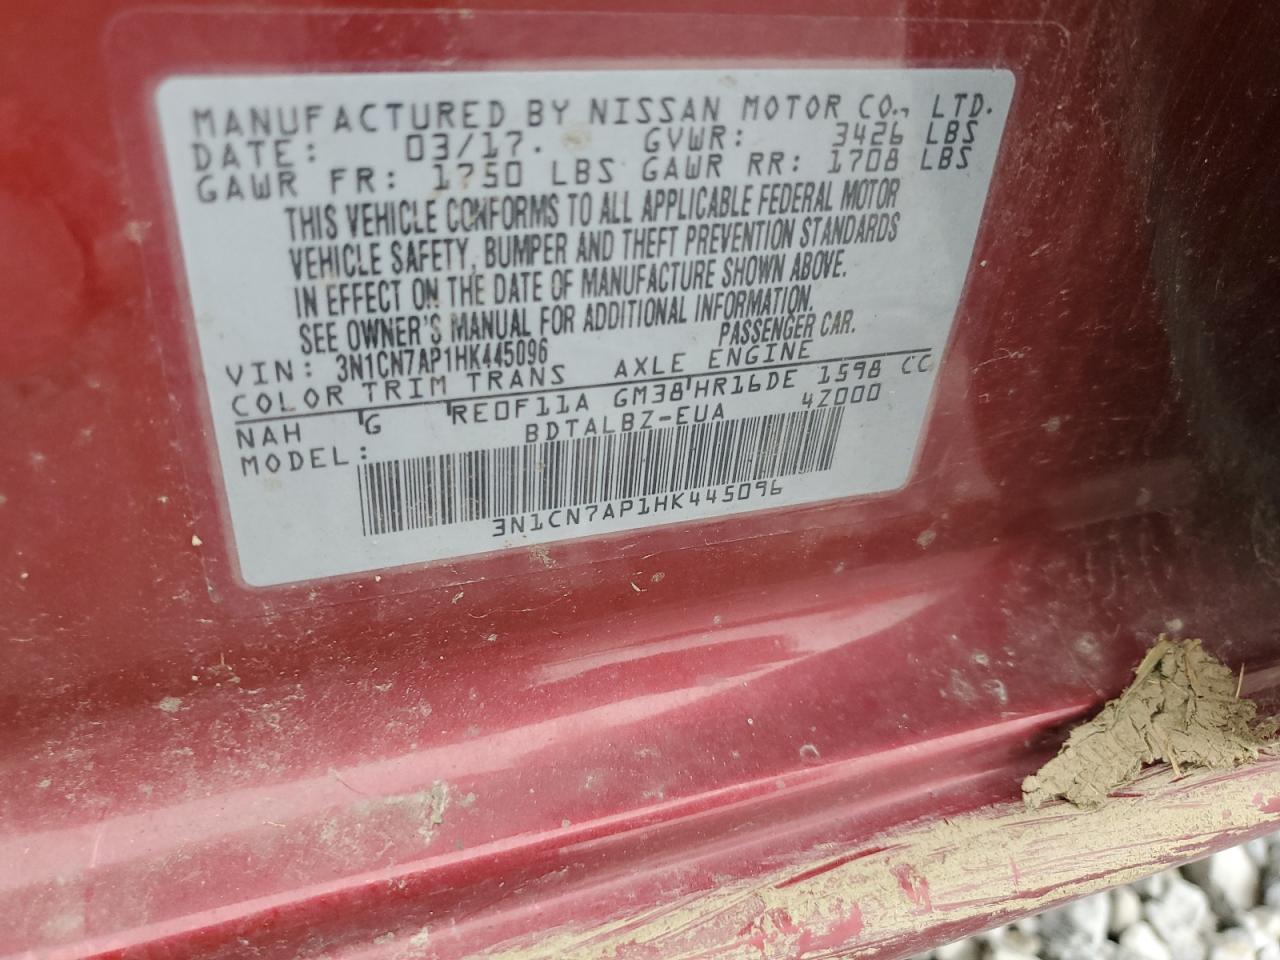 MANUFACTURED BY NISSAN MOTOR CO., LTD.
DATE: 03/17. GVWR: 3426 LBS
GAWR FR: 1750 LBS GAWR RR: 1708 LBS
THIS VEHICLE CONFORMS TO ALL APPLICABLE FEDERAL MOTOR
VEHICLE SAFETY, BUMPER AND THEFT PREVENTION STANDARDS
IN EFFECT ON THE DATE OF MANUFACTURE SHOWN ABOVE.
SEE OWNER'S MANUAL FOR ADDITIONAL INFORMATION.
VIN: 3N1CN7AP1HK445096 PASSENGER CAR.
COLOR TRIM TRANS AXLE ENGINE
NAH G RE0F11A GM38 HR16DE 1598 CC
MODEL: BDTALBZ-EUA 4Z000
3N1CN7AP1HK445096